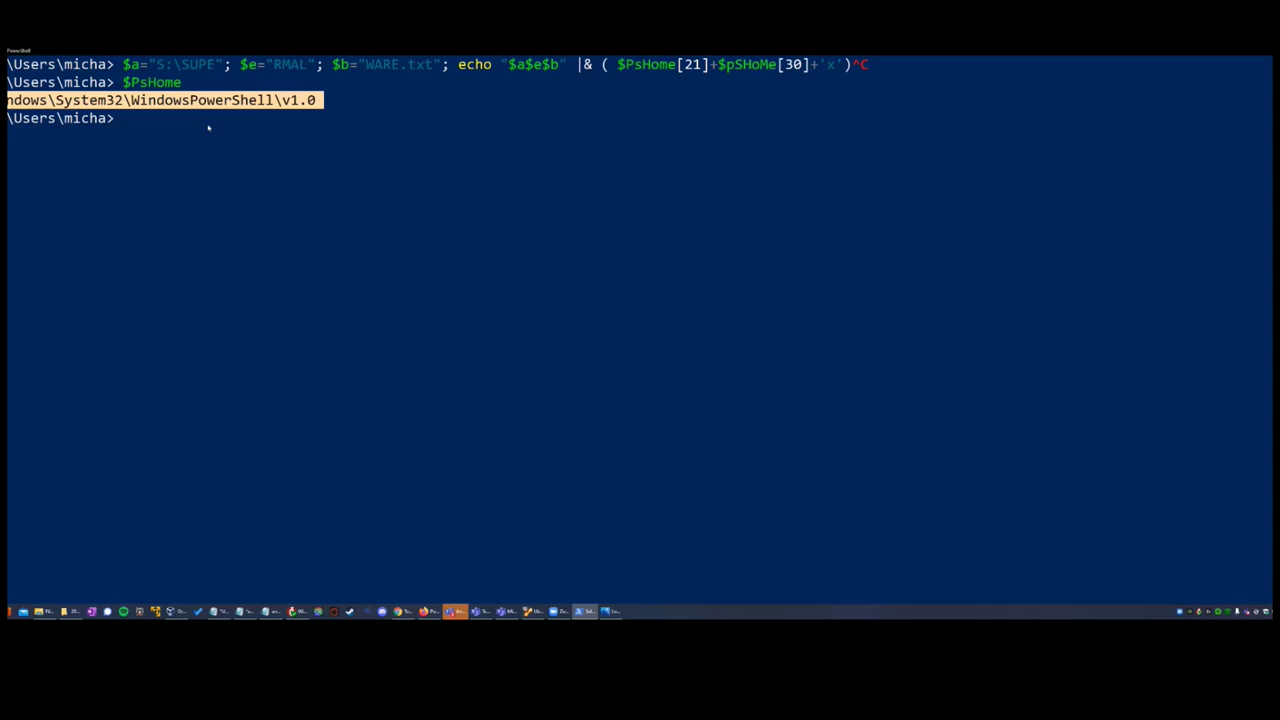 PowerShell
\Users\micha> $a="S:\SUPE"; $e="RMAL"; $b="WARE.txt"; echo "$a$e$b" |& ( $PsHome[21]+$pSHoMe[30]+'x')^C
\Users\micha> $PsHome
ndows\System32\WindowsPowerShell\v1.0
\Users\micha>